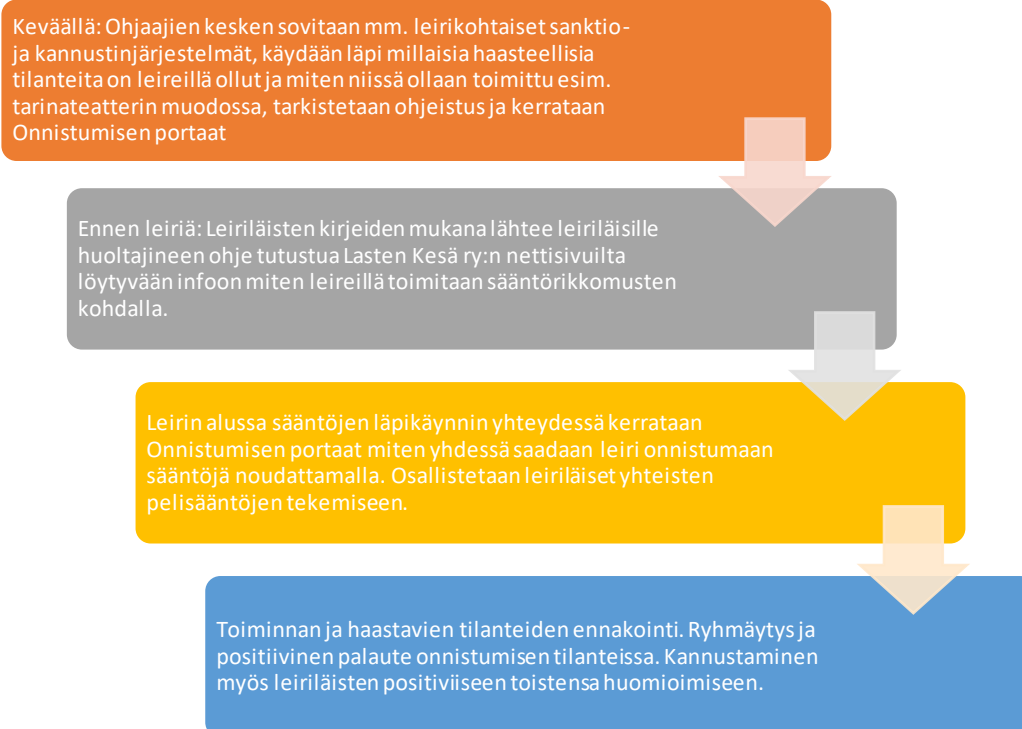 Keväällä: Ohjaajien kesken sovitaan mm. leirikohtaiset sanktio-
ja kannustinjärjestelmät, käydään läpi millaisia haasteellisia
tilanteita on leireillä ollut ja miten niissä ollaan toimittu esim.
tarinateatterin muodossa, tarkistetaan ohjeistus ja kerrataan
Onnistumisen portaat
Ennen leiriä: Leiriläisten kirjeiden mukana lähtee leiriläisille
huoltajineen ohje tutustua Lasten Kesä ry:n nettisivuilta
löytyvään infoon miten leireillä toimitaan sääntörikkomusten
kohdalla.
Leirin alussa sääntöjen läpikäynnin yhteydessä kerrataan
Onnistumisen portaat miten yhdessä saadaan leiri onnistumaan
sääntöjä noudattamalla. Osallistetaan leiriläiset yhteisten
pelisääntöjen tekemiseen.
Toiminnan ja haastavien tilanteiden ennakointi. Ryhmäytys ja
positiivinen palaute onnistumisen tilanteissa. Kannustaminen
myös leiriläisten positiviiseen toistensa huomioimiseen.